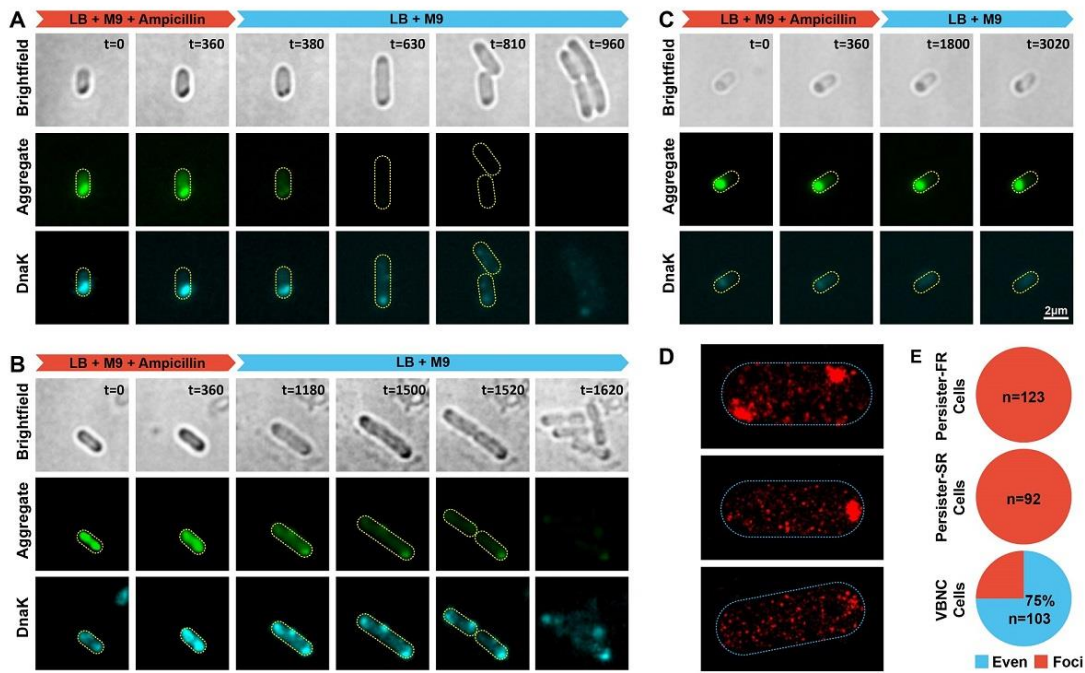 A
LB + M9 + Ampicillin
LB + M9
Brightfield
t=0
t=360
t=380
t=630
t=810
t=960
Aggregate
DnaK
B
LB + M9 + Ampicillin
LB + M9
Brightfield
t=0
t=360
t=1180
t=1500
t=1520
t=1620
Aggregate
DnaK
C
LB + M9 + Ampicillin
LB + M9
Brightfield
t=0
t=360
t=1800
t=3020
Aggregate
DnaK
2μm
D
E
Persister-FR
Cells
n=123
Persister-SR
Cells
n=92
VBNC
Cells
75%
n=103
Even
Foci